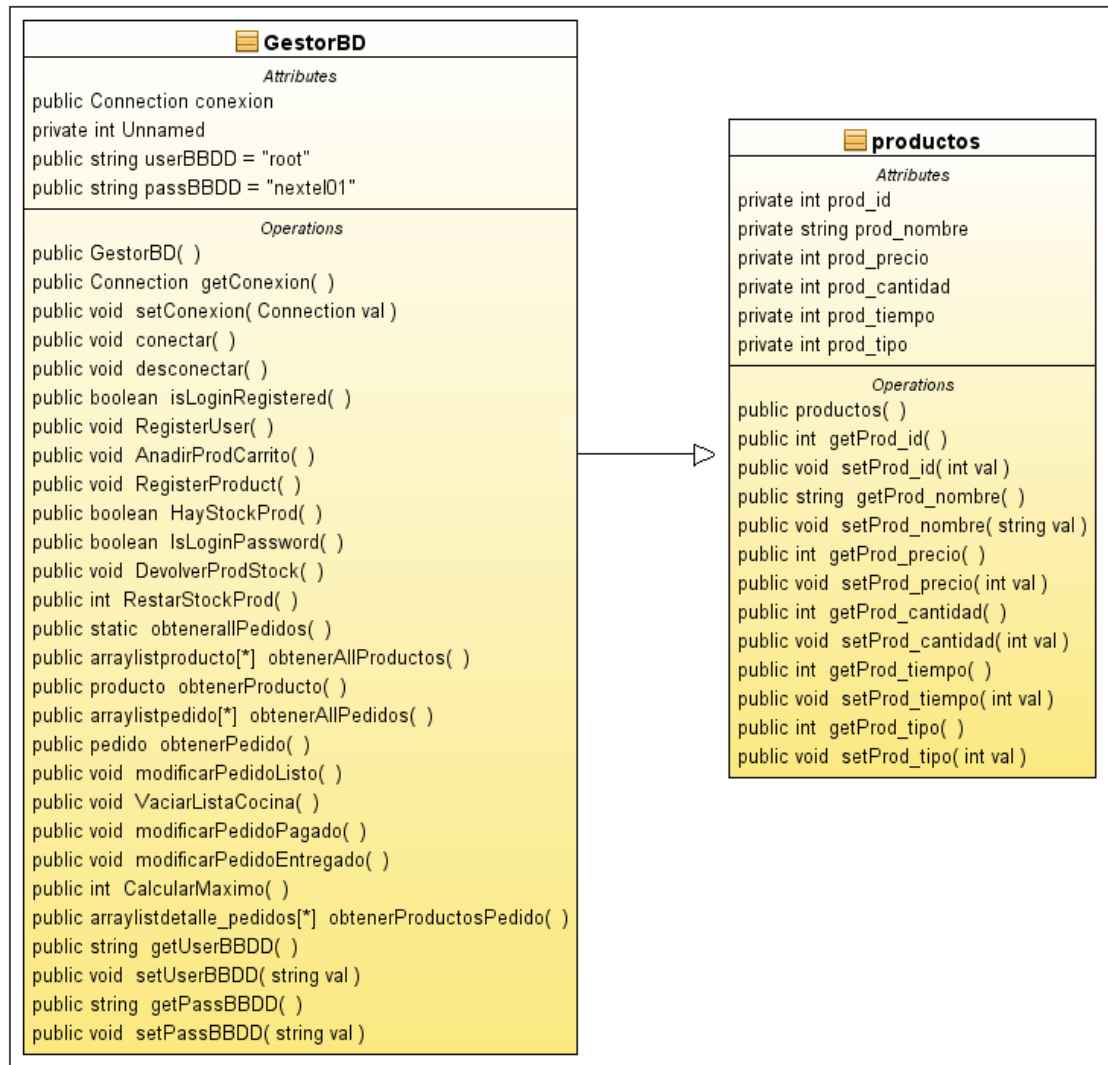 GestorBD
Attributes
public Connection conexion
private int Unnamed
public string userBBDD = "root"
public string passBBDD = "nextel01"
Operations
public GestorBD( )
public Connection getConexion( )
public void setConexion( Connection val )
public void conectar( )
public void desconectar( )
public boolean isLoginRegistered( )
public void RegisterUser( )
public void AnadirProdCarrito( )
public void RegisterProduct( )
public boolean HayStockProd( )
public boolean IsLoginPassword( )
public void DevolverProdStock( )
public int RestarStockProd( )
public static obtenerallPedidos( )
public arraylistproducto[*] obtenerAllProductos( )
public producto obtenerProducto( )
public arraylistpedido[*] obtenerAllPedidos( )
public pedido obtenerPedido( )
public void modificarPedidoListo( )
public void VaciarListaCocina( )
public void modificarPedidoPagado( )
public void modificarPedidoEntregado( )
public int CalcularMaximo( )
public arraylistdetalle_pedidos[*] obtenerProductosPedido( )
public string getUserBBDD( )
public void setUserBBDD( string val )
public string getPassBBDD( )
public void setPassBBDD( string val )
productos
Attributes
private int prod_id
private string prod_nombre
private int prod_precio
private int prod_cantidad
private int prod_tiempo
private int prod_tipo
Operations
public productos( )
public int getProd_id( )
public void setProd_id( int val )
public string getProd_nombre( )
public void setProd_nombre( string val )
public int getProd_precio( )
public void setProd_precio( int val )
public int getProd_cantidad( )
public void setProd_cantidad( int val )
public int getProd_tiempo( )
public void setProd_tiempo( int val )
public int getProd_tipo( )
public void setProd_tipo( int val )